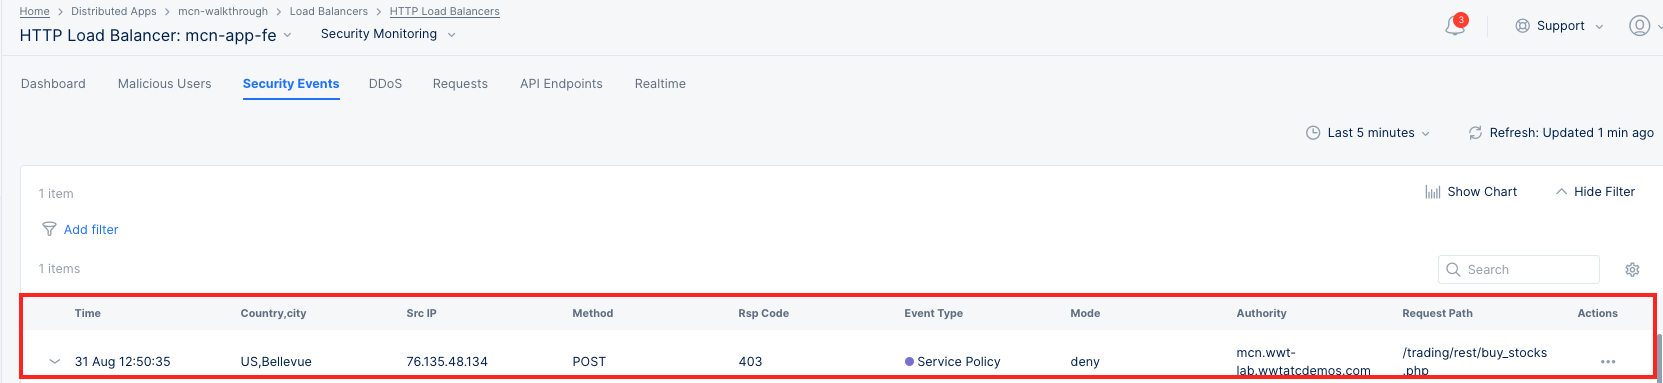 Home > Distributed Apps > mcn-walkthrough > Load Balancers > HTTP Load Balancers
HTTP Load Balancer: mcn-app-fe Security Monitoring
3
Support
Dashboard Malicious Users Security Events DDoS Requests API Endpoints Realtime
Last 5 minutes Refresh: Updated 1 min ago
1 item Show Chart Hide Filter
Add filter
1 items Search
Time Country,city Src IP Method Rsp Code Event Type Mode Authority Request Path Actions
31 Aug 12:50:35 US,Bellevue 76.135.48.134 POST 403 Service Policy deny mcn.wwt- /trading/rest/buy_stocks ...
lab.wwtatcdemos.com .php